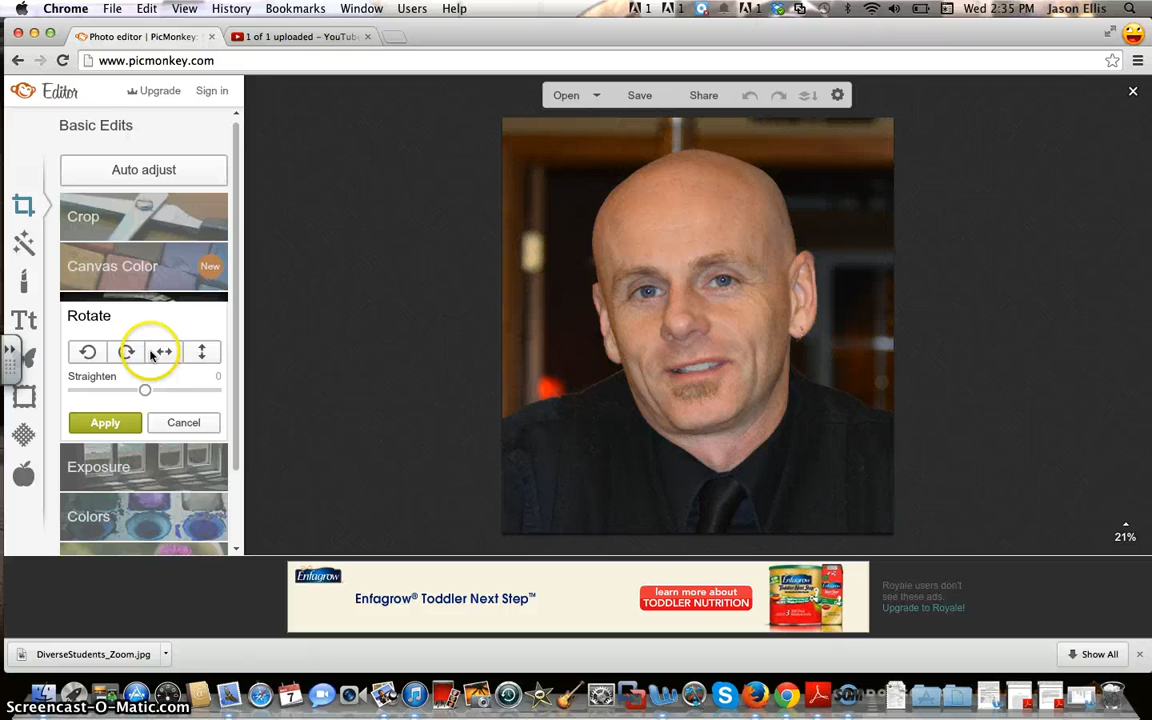 Chrome File Edit View History Bookmarks Window Users Help 1 1 Wed 2:35 PM Jason Ellis
Photo editor | PicMonkey: 1 of 1 uploaded – YouTub
www.picmonkey.com
Editor Upgrade Sign in
Open Save Share
Basic Edits
Auto adjust
Crop
Canvas Color New
Rotate
Straighten 0
Apply Cancel
Exposure
Colors
Tt
21%
Enfagrow
Enfagrow® Toddler Next Step™
learn more about
TODDLER NUTRITION
Royale users don't
see these ads.
Upgrade to Royale!
DiverseStudents_Zoom.jpg Show All
Screencast-O-Matic.com